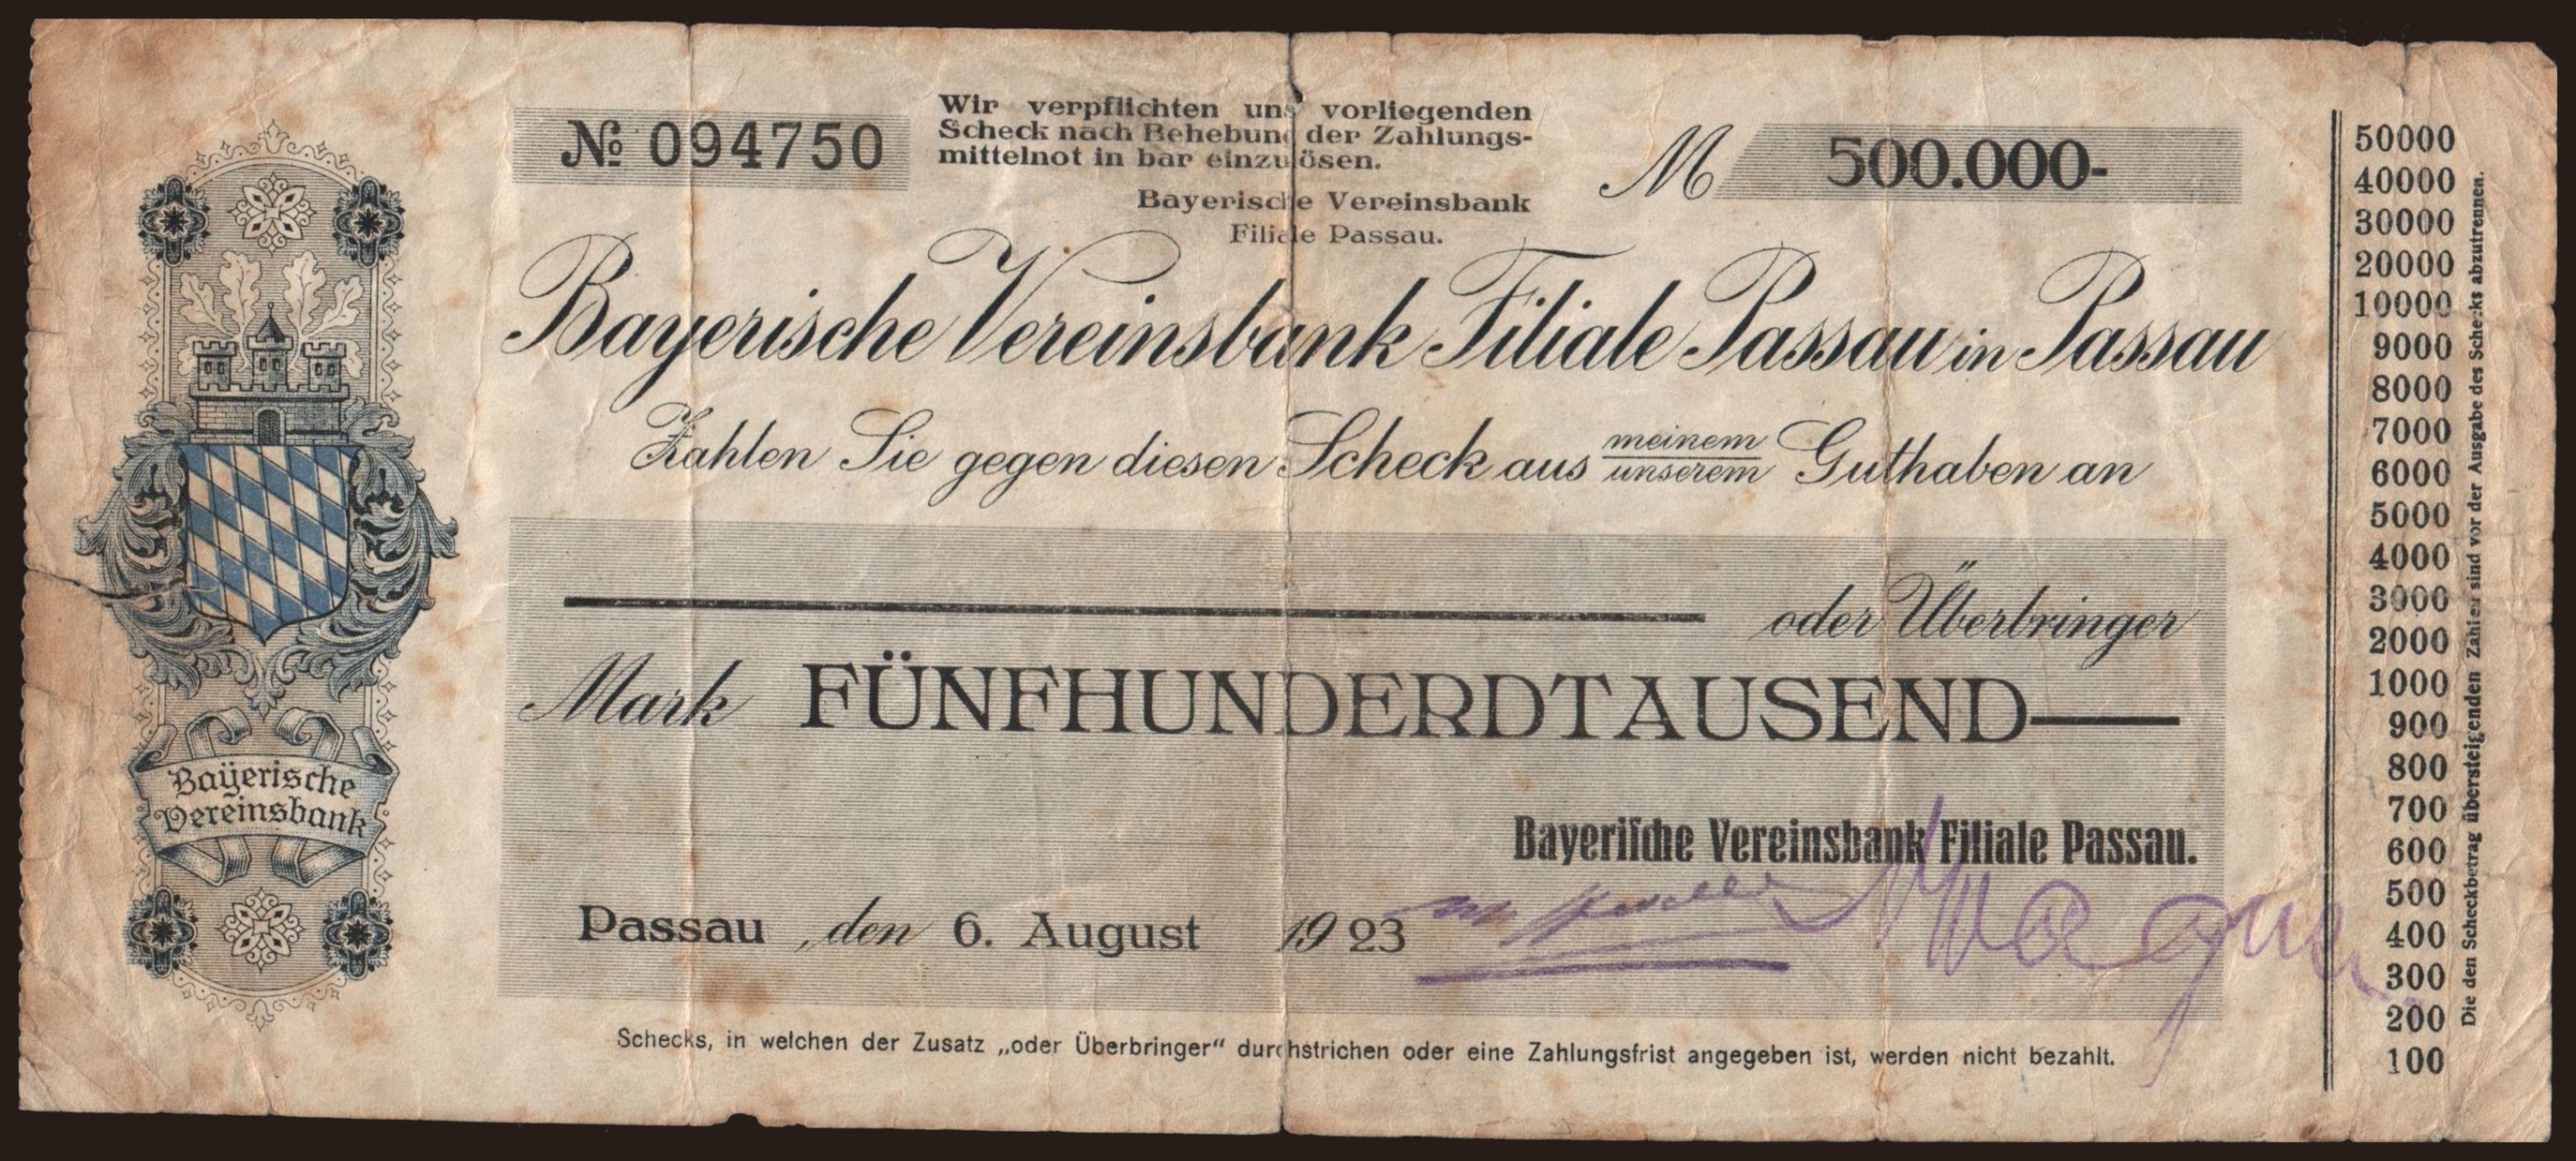 № 094750
Wir verpflichten uns vorliegenden
Scheck nach Behebung der Zahlungs-
mittelnot in bar einzulösen.
Bayerische Vereinsbank
Filiale Passau.
M 500.000-
Bayerische Vereinsbank Filiale Passau in Passau
Zahlen Sie gegen diesen Scheck aus meinem
unserem Guthaben an
oder Überbringer
Mark FÜNFHUNDERDTAUSEND
Bayerische Vereinsbank Filiale Passau.
Passau, den 6. August 1923
Schecks, in welchen der Zusatz „oder Überbringer“ durchstrichen oder eine Zahlungsfrist angegeben ist, werden nicht bezahlt.
Bayerische
Vereinsbank
50000
40000
30000
20000
10000
9000
8000
7000
6000
5000
4000
3000
2000
1000
900
800
700
600
500
400
300
200
100
Die den Scheckbetrag übersteigenden Zahlen sind vor der Ausgabe des Schecks abzutrennen.